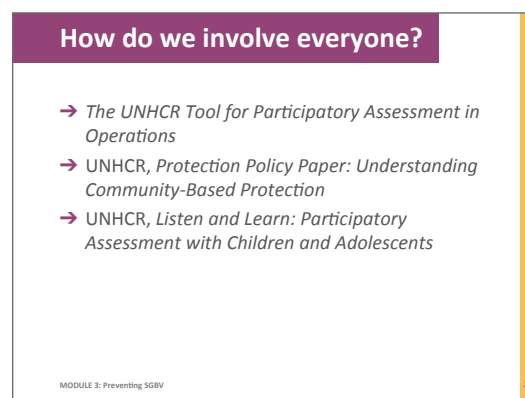 How do we involve everyone?
➔ The UNHCR Tool for Participatory Assessment in
Operations
➔ UNHCR, Protection Policy Paper: Understanding
Community-Based Protection
➔ UNHCR, Listen and Learn: Participatory
Assessment with Children and Adolescents
MODULE 3: Preventing SGBV